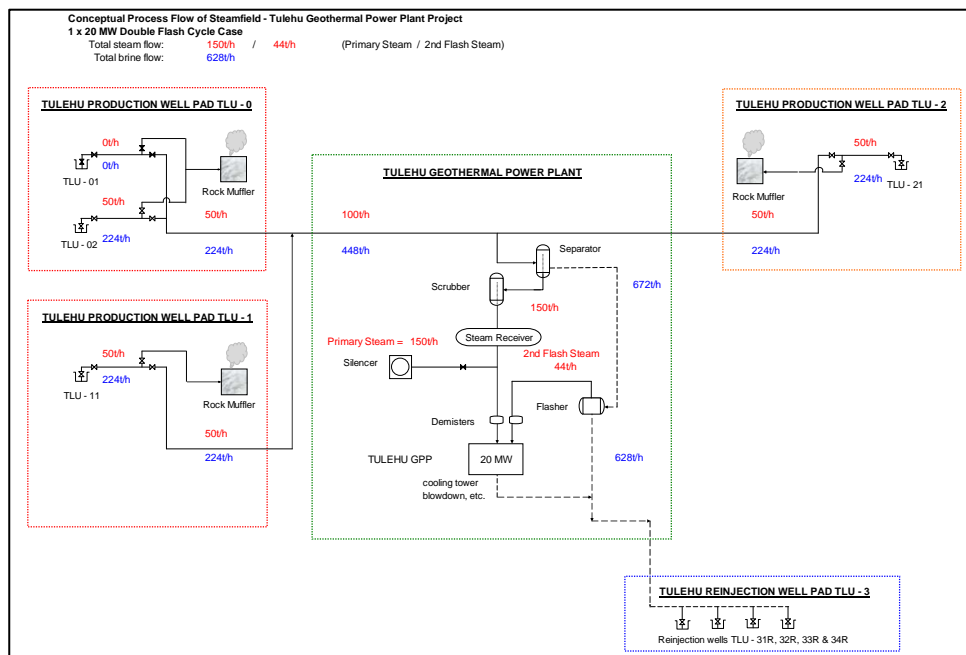 Conceptual Process Flow of Steamfield - Tulehu Geothermal Power Plant Project
1 x 20 MW Double Flash Cycle Case
Total steam flow: 150t/h / 44t/h (Primary Steam / 2nd Flash Steam)
Total brine flow: 628t/h
TULEHU PRODUCTION WELL PAD TLU - 0
0t/h
0t/h
TLU - 01
Rock Muffler
50t/h
50t/h
TLU - 02
224t/h
224t/h
TULEHU PRODUCTION WELL PAD TLU - 1
50t/h
224t/h
TLU - 11
Rock Muffler
50t/h
224t/h
TULEHU GEOTHERMAL POWER PLANT
100t/h
448t/h
Separator
Scrubber
672t/h
150t/h
Steam Receiver
Primary Steam = 150t/h
2nd Flash Steam
44t/h
Silencer
Flasher
Demisters
TULEHU GPP
20 MW
628t/h
cooling tower
blowdown, etc.
TULEHU PRODUCTION WELL PAD TLU - 2
50t/h
224t/h
TLU - 21
Rock Muffler
50t/h
224t/h
TULEHU REINJECTION WELL PAD TLU - 3
Reinjection wells TLU - 31R, 32R, 33R & 34R